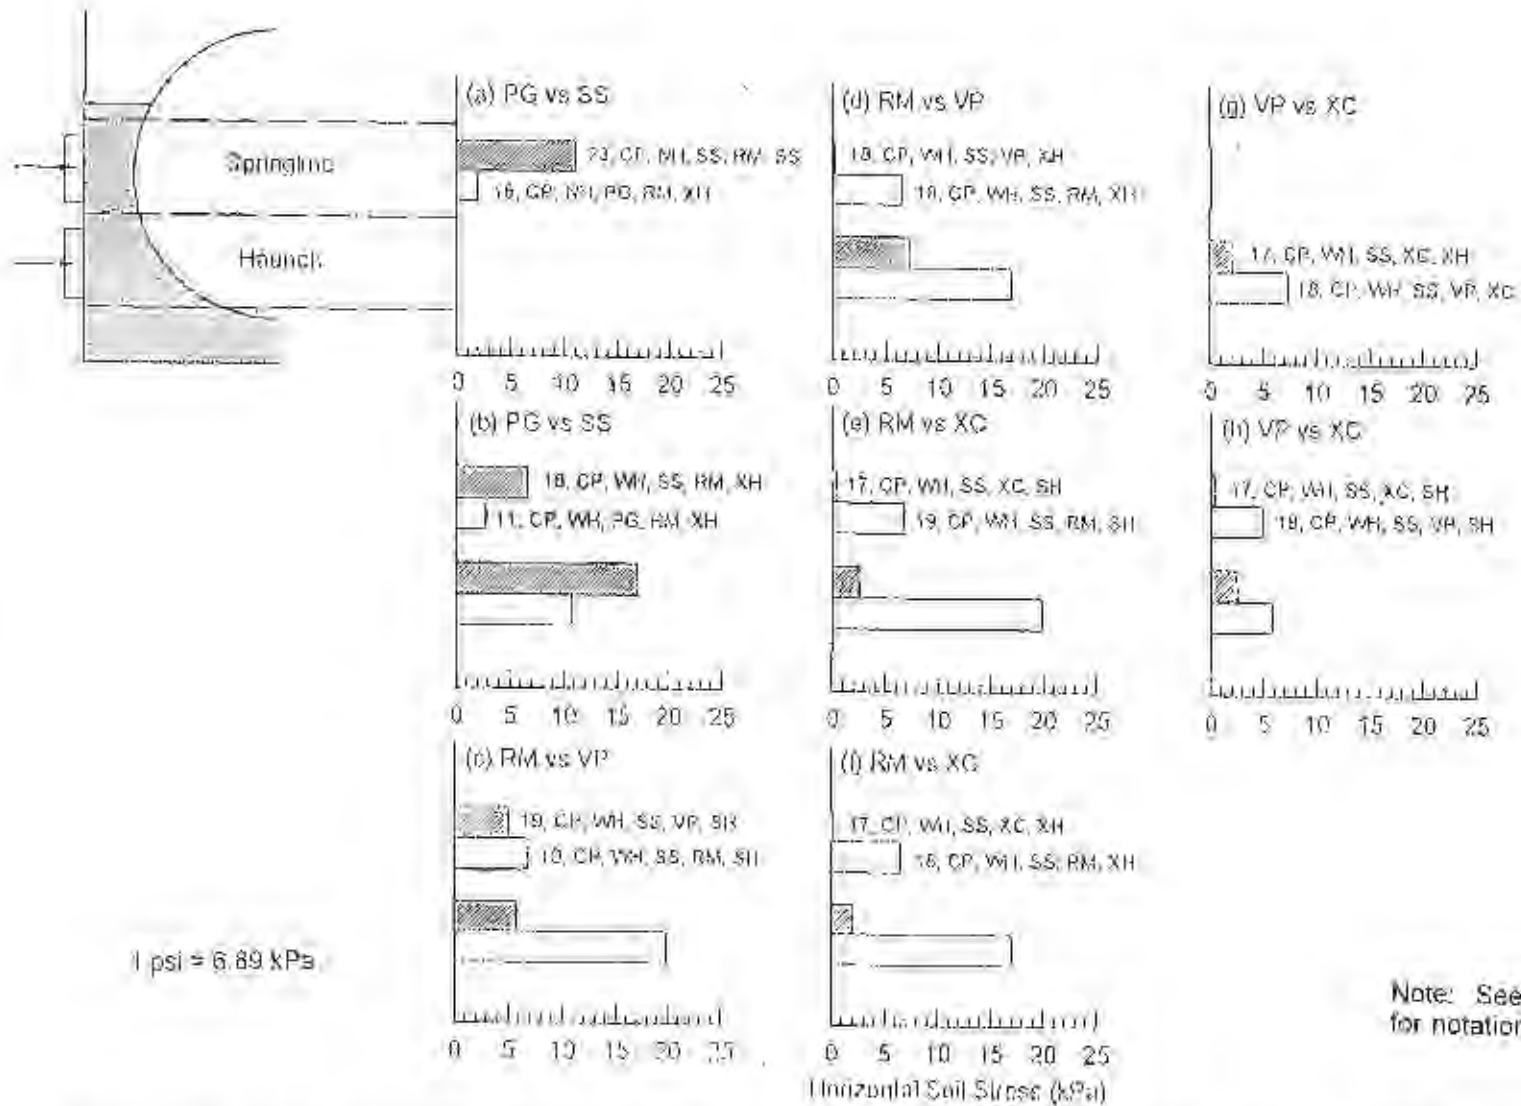 Springline
Haunch
(a) PG vs SS
23, CP, NH, SS, RM, SS
16, CP, NH, PG, RM, XH
0 5 10 15 20 25
(b) PG vs SS
18, CP, WH, SS, RM, XH
11, CP, WH, PG, RM, XH
0 5 10 15 20 25
(c) RM vs VP
19, CP, WH, SS, VP, SH
CP, WH, SS, RM, SH
0 5 10 15 20 25
(d) RM vs VP
18, CP, WH, SS, VP, XH
18, CP, WH, SS, RM, XH
0 5 10 15 20 25
(e) RM vs XC
17, CP, WH, SS, XC, SH
19, CP, WH, SS, RM, SH
0 5 10 15 20 25
(f) RM vs XC
17, CP, WH, SS, XC, XH
CP, WH, SS, RM, XH
0 5 10 15 20 25
Horizontal Soil Stress (kPa)
(g) VP vs XC
17, CP, WH, SS, XC, XH
18, CP, WH, SS, VP, XC
0 5 10 15 20 25
(h) VP vs XC
17, CP, WH, SS, XC, SH
19, CP, WH, SS, VP, SH
0 5 10 15 20 25
1 psi = 6.89 kPa
Note: See
for notation